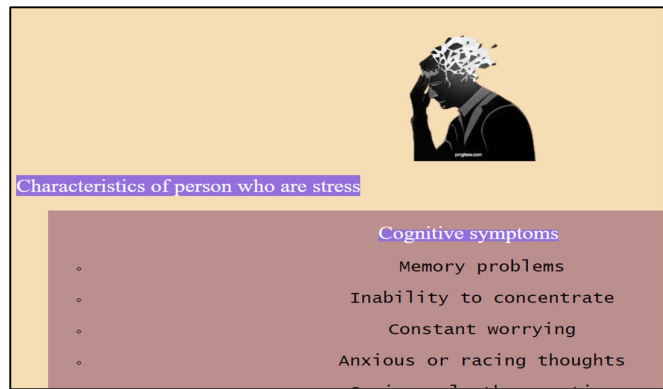 pngtree.com
Characteristics of person who are stress
Cognitive symptoms
Memory problems
Inability to concentrate
Constant worrying
Anxious or racing thoughts